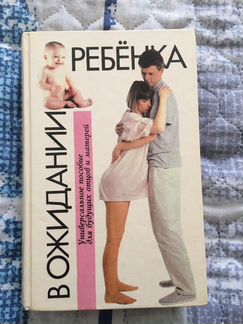 В ОЖИДАНИИ
РЕБЁНКА
Универсальное пособие
для будущих отцов и матерей